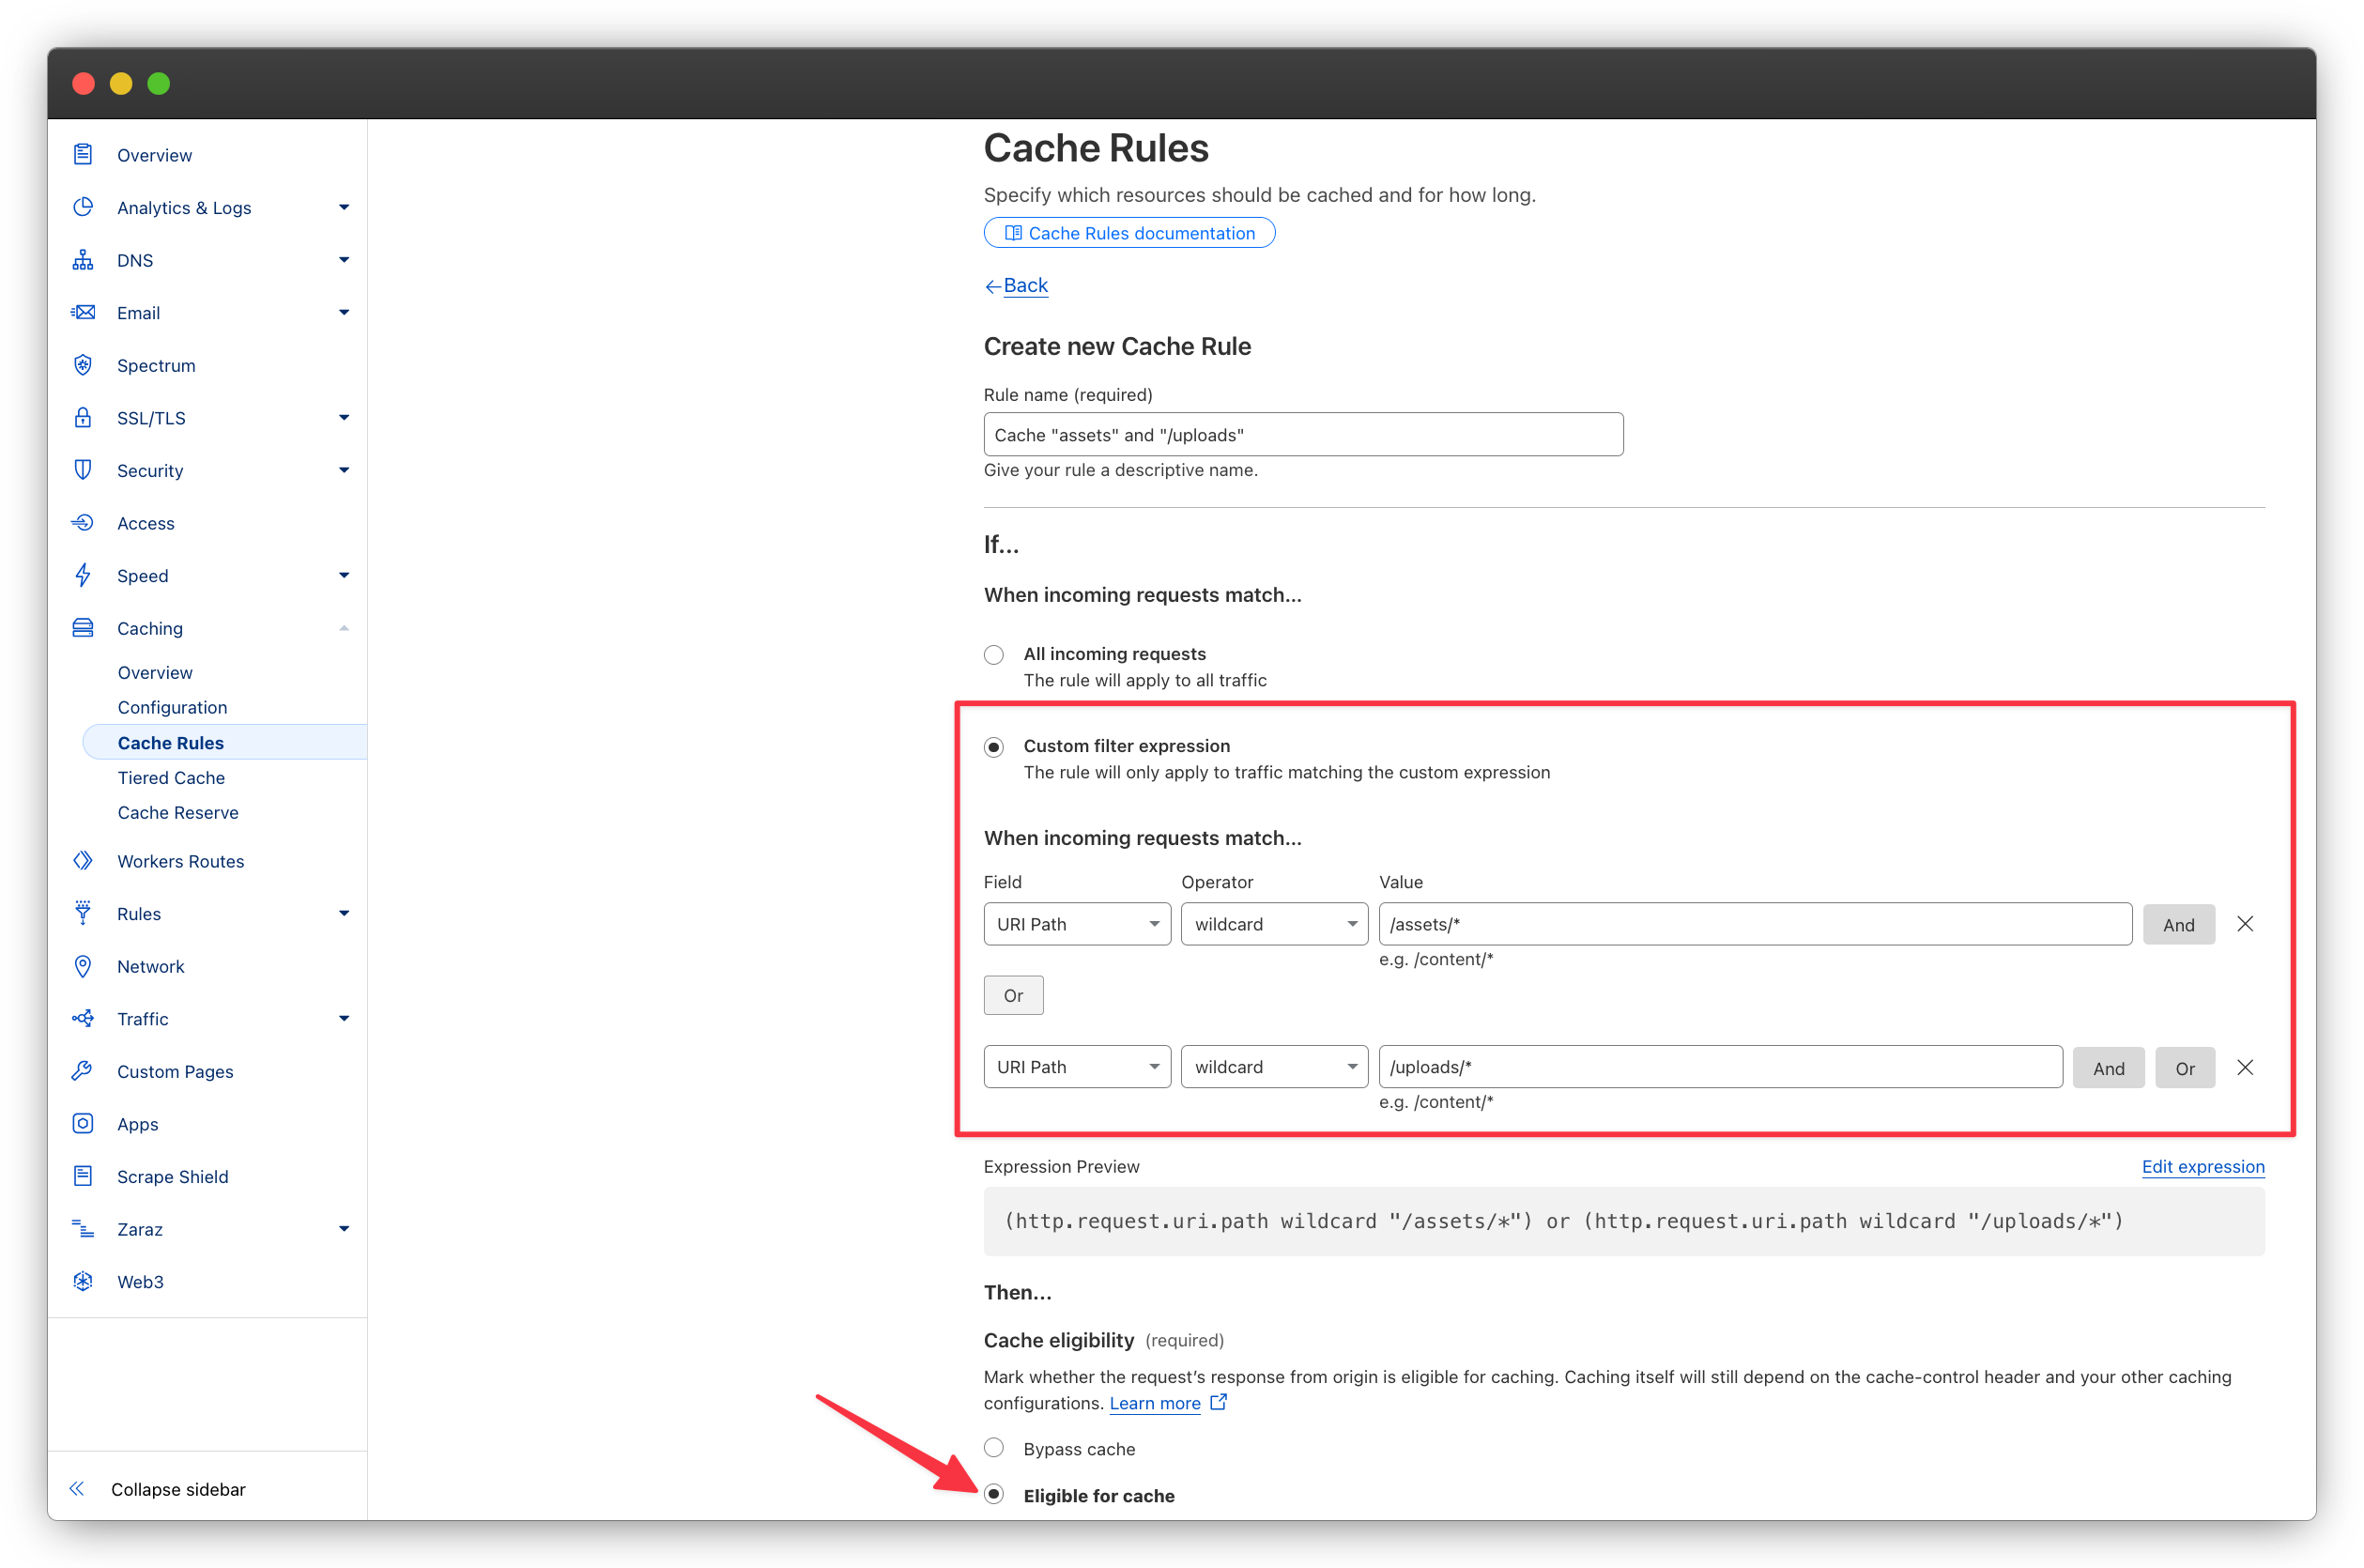 Overview
Analytics & Logs
DNS
Email
Spectrum
SSL/TLS
Security
Access
Speed
Caching
Overview
Configuration
Cache Rules
Tiered Cache
Cache Reserve
Workers Routes
Rules
Network
Traffic
Custom Pages
Apps
Scrape Shield
Zaraz
Web3
Collapse sidebar
Cache Rules
Specify which resources should be cached and for how long.
Cache Rules documentation
Back
Create new Cache Rule
Rule name (required)
Cache "assets" and "/uploads"
Give your rule a descriptive name.
If...
When incoming requests match...
All incoming requests
The rule will apply to all traffic
Custom filter expression
The rule will only apply to traffic matching the custom expression
When incoming requests match...
Field Operator Value
URI Path wildcard /assets/* And
e.g. /content/*
Or
URI Path wildcard /uploads/* And Or
e.g. /content/*
Expression Preview Edit expression
(http.request.uri.path wildcard "/assets/*") or (http.request.uri.path wildcard "/uploads/*")
Then...
Cache eligibility (required)
Mark whether the request’s response from origin is eligible for caching. Caching itself will still depend on the cache-control header and your other caching
configurations. Learn more
Bypass cache
Eligible for cache